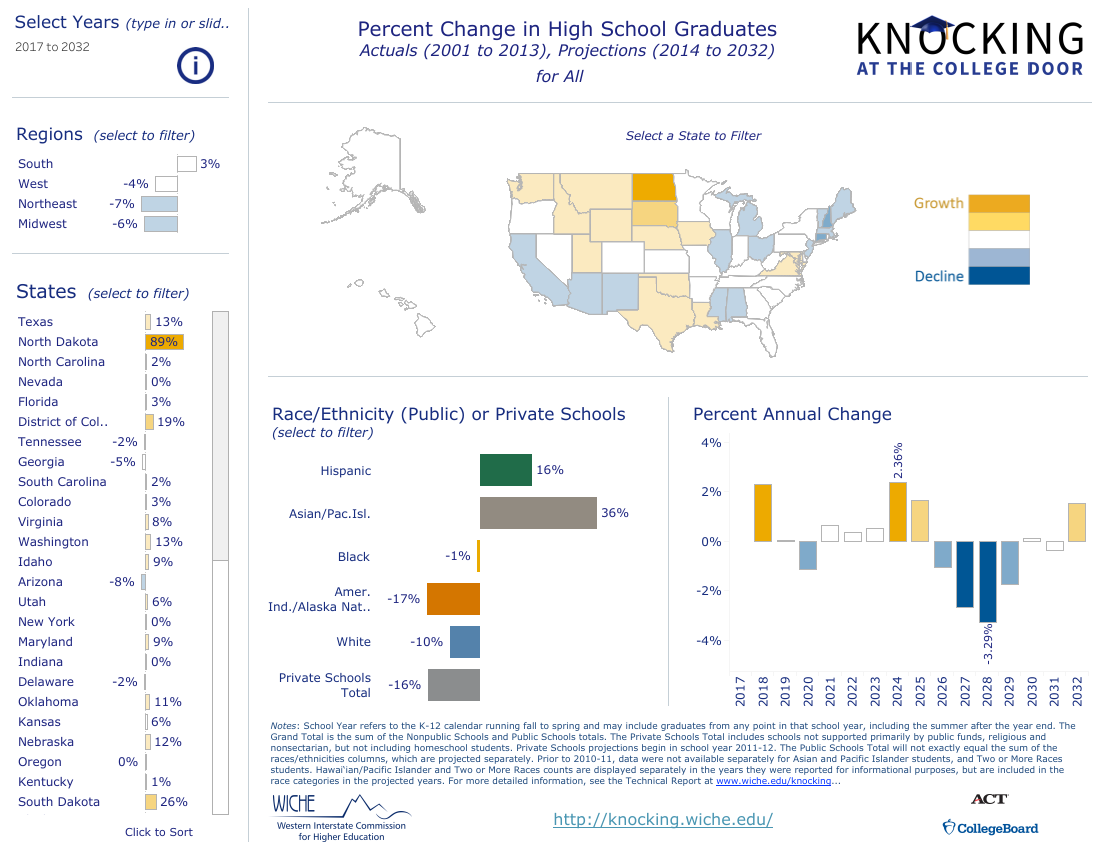 Select Years (type in or slid..
2017 to 2032
i
Percent Change in High School Graduates
Actuals (2001 to 2013), Projections (2014 to 2032)
for All
KNOCKING
AT THE COLLEGE DOOR
Regions (select to filter)
South 3%
West -4%
Northeast -7%
Midwest -6%
Select a State to Filter
Growth
Decline
States (select to filter)
Texas 13%
North Dakota 89%
North Carolina 2%
Nevada 0%
Florida 3%
District of Col.. 19%
Tennessee -2%
Georgia -5%
South Carolina 2%
Colorado 3%
Virginia 8%
Washington 13%
Idaho 9%
Arizona -8%
Utah 6%
New York 0%
Maryland 9%
Indiana 0%
Delaware -2%
Oklahoma 11%
Kansas 6%
Nebraska 12%
Oregon 0%
Kentucky 1%
South Dakota 26%
Click to Sort
Race/Ethnicity (Public) or Private Schools
(select to filter)
Hispanic 16%
Asian/Pac.Isl. 36%
Black -1%
Amer.
Ind./Alaska Nat.. -17%
White -10%
Private Schools
Total -16%
Percent Annual Change
4%
2%
0%
-2%
-4%
2.36%
-3.29%
2017 2018 2019 2020 2021 2022 2023 2024 2025 2026 2027 2028 2029 2030 2031 2032
Notes: School Year refers to the K-12 calendar running fall to spring and may include graduates from any point in that school year, including the summer after the year end. The
Grand Total is the sum of the Nonpublic Schools and Public Schools totals. The Private Schools Total includes schools not supported primarily by public funds, religious and
nonsectarian, but not including homeschool students. Private Schools projections begin in school year 2011-12. The Public Schools Total will not exactly equal the sum of the
races/ethnicities columns, which are projected separately. Prior to 2010-11, data were not available separately for Asian and Pacific Islander students, and Two or More Races
students. Hawai'ian/Pacific Islander and Two or More Races counts are displayed separately in the years they were reported for informational purposes, but are included in the
race categories in the projected years. For more detailed information, see the Technical Report at www.wiche.edu/knocking...
WICHE
Western Interstate Commission
for Higher Education
http://knocking.wiche.edu/
ACT
CollegeBoard